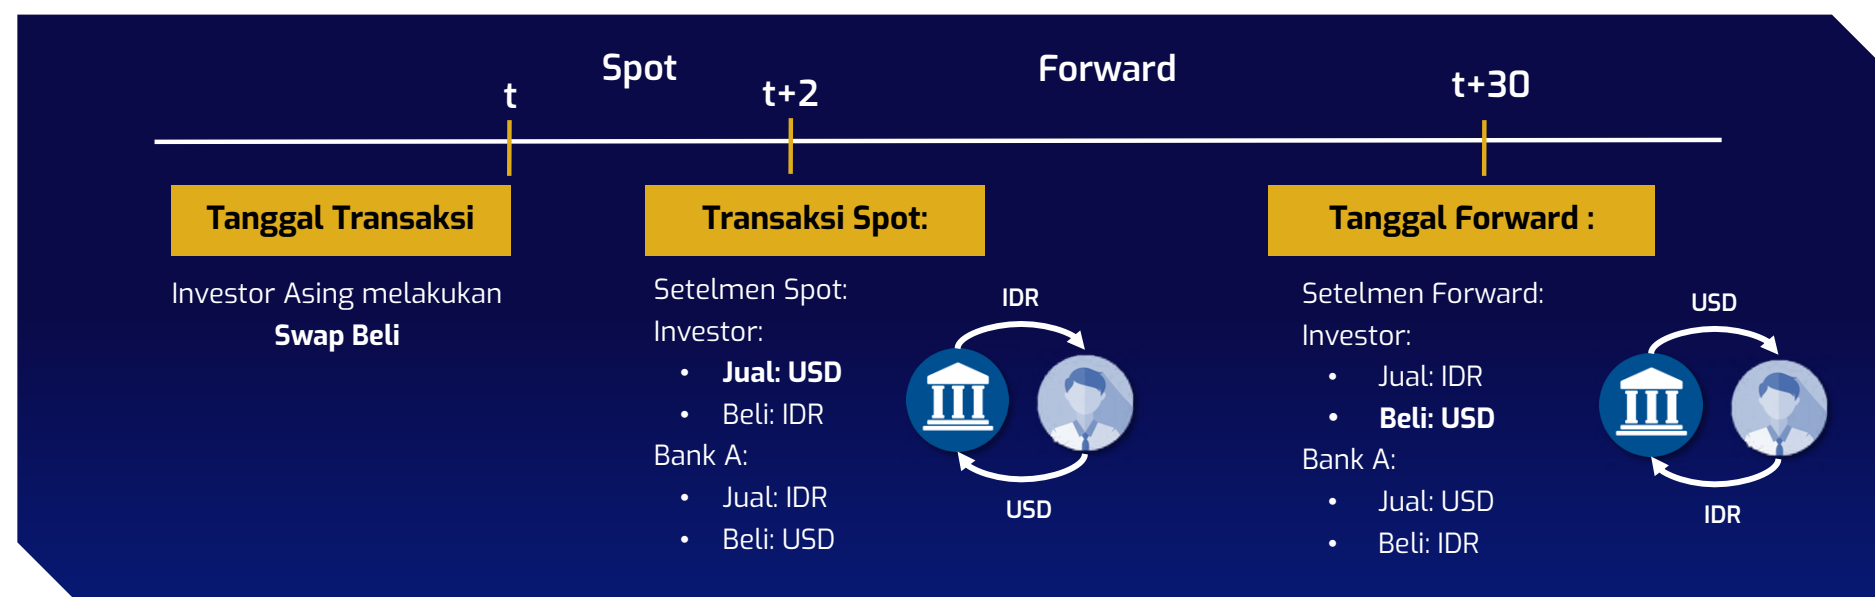 Spot
Forward
t
t+2
t+30
Tanggal Transaksi
Investor Asing melakukan
Swap Beli
Transaksi Spot:
Setelmen Spot:
Investor:
• Jual: USD
• Beli: IDR
Bank A:
• Jual: IDR
• Beli: USD
IDR
USD
Tanggal Forward :
Setelmen Forward:
Investor:
• Jual: IDR
• Beli: USD
Bank A:
• Jual: USD
• Beli: IDR
USD
IDR